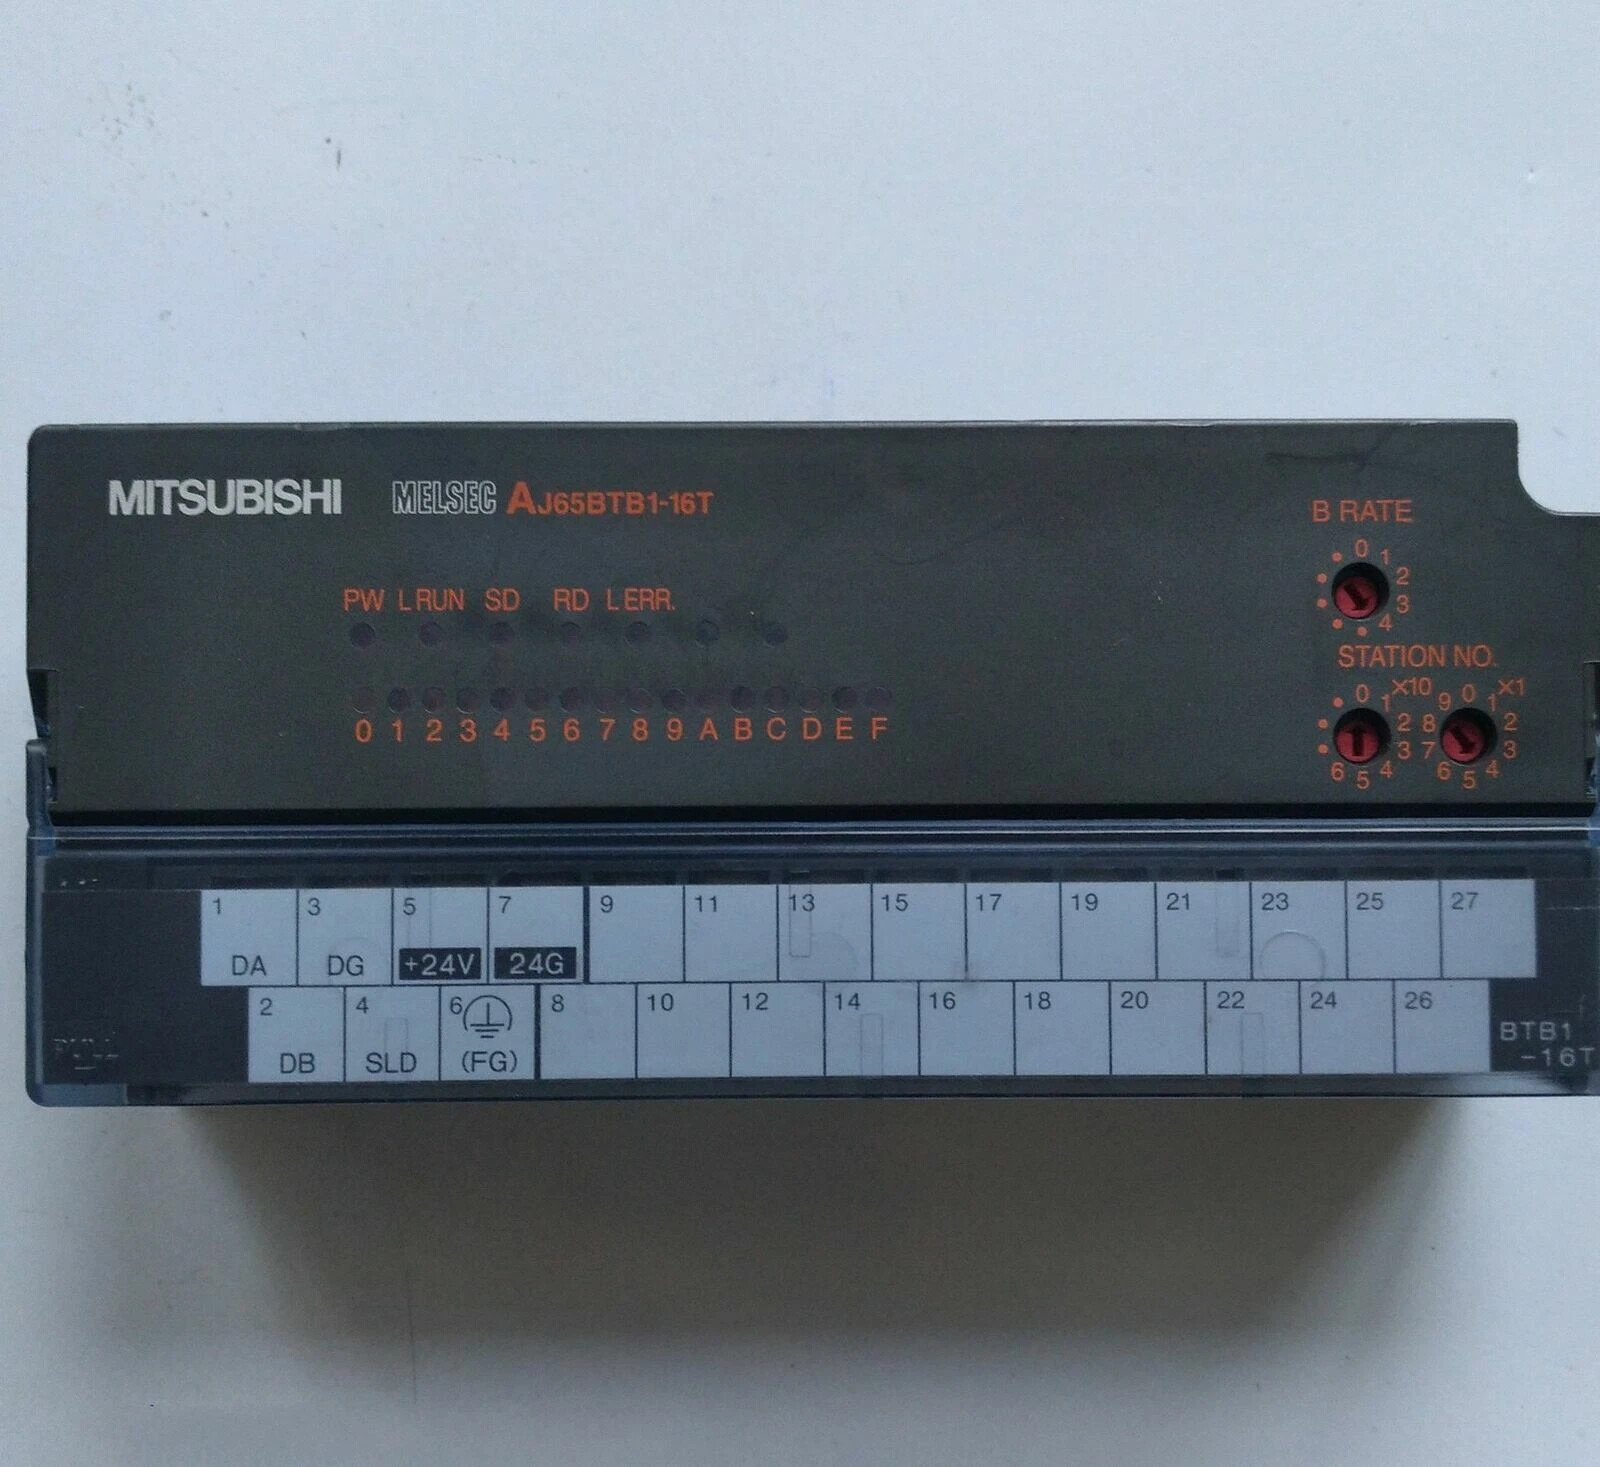 MITSUBISHI MELSEC AJ65BTB1-16T
B RATE
0 1 2 3 4
PW L RUN SD RD L ERR.
STATION NO.
0 1 2 3 4 5 6 ×10
0 1 2 3 4 5 6 7 8 9 ×1
0 1 2 3 4 5 6 7 8 9 A B C D E F
1 3 5 7 9 11 13 15 17 19 21 23 25 27
DA DG +24V 24G
2 4 6 8 10 12 14 16 18 20 22 24 26
DB SLD (FG)
BTB1
-16T
PULL